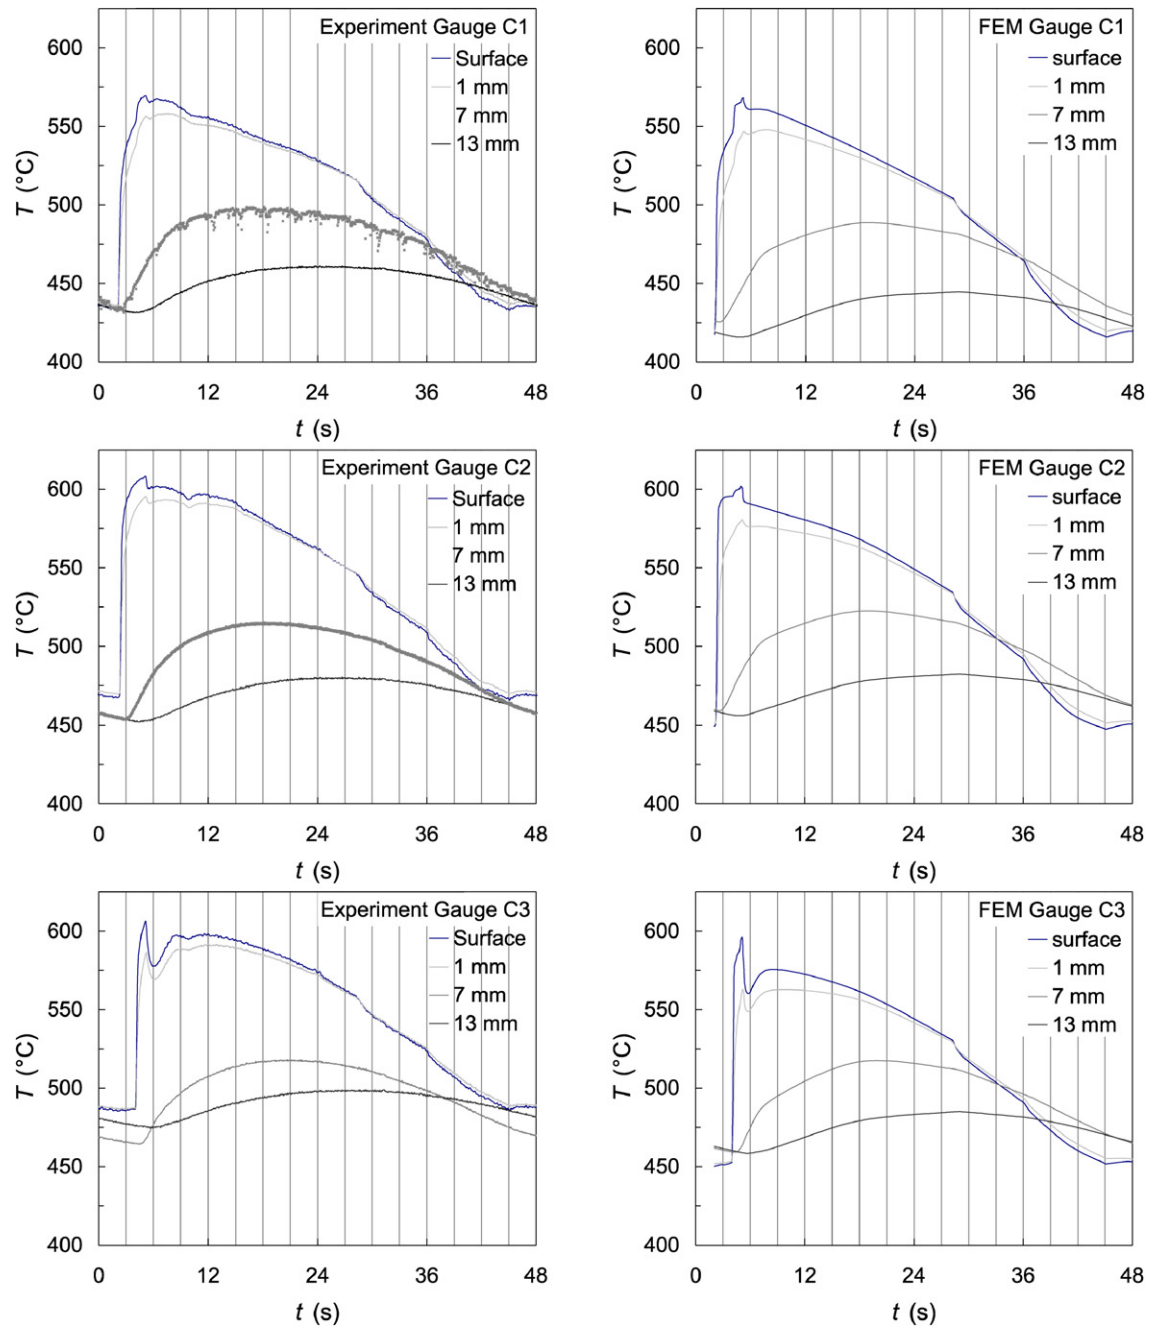 Experiment Gauge C1
Surface
1 mm
7 mm
13 mm
600
550
500
450
400
T (°C)
0 12 24 36 48
t (s)
FEM Gauge C1
surface
1 mm
7 mm
13 mm
600
550
500
450
400
T (°C)
0 12 24 36 48
t (s)
Experiment Gauge C2
Surface
1 mm
7 mm
13 mm
600
550
500
450
400
T (°C)
0 12 24 36 48
t (s)
FEM Gauge C2
surface
1 mm
7 mm
13 mm
600
550
500
450
400
T (°C)
0 12 24 36 48
t (s)
Experiment Gauge C3
Surface
1 mm
7 mm
13 mm
600
550
500
450
400
T (°C)
0 12 24 36 48
t (s)
FEM Gauge C3
surface
1 mm
7 mm
13 mm
600
550
500
450
400
T (°C)
0 12 24 36 48
t (s)